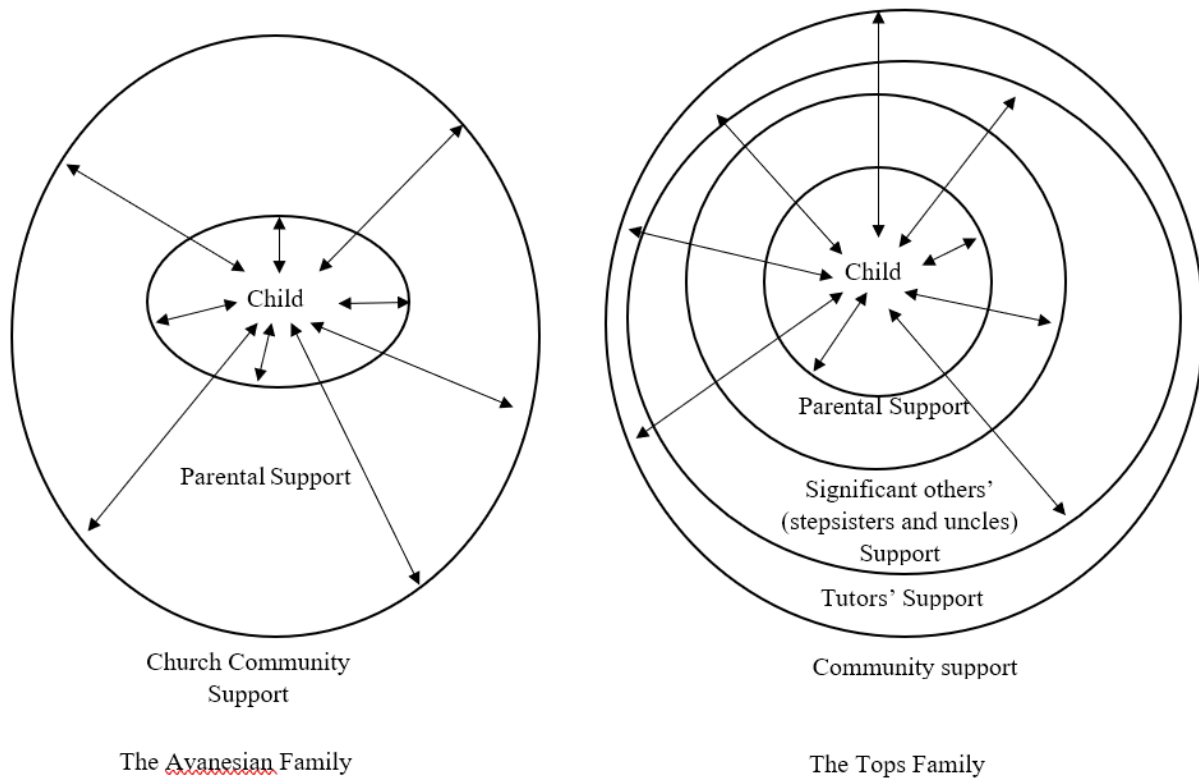 Child
Parental Support
Church Community
Support
The Avanesian Family
Child
Parental Support
Significant others’
(stepsisters and uncles)
Support
Tutors’ Support
Community support
The Tops Family